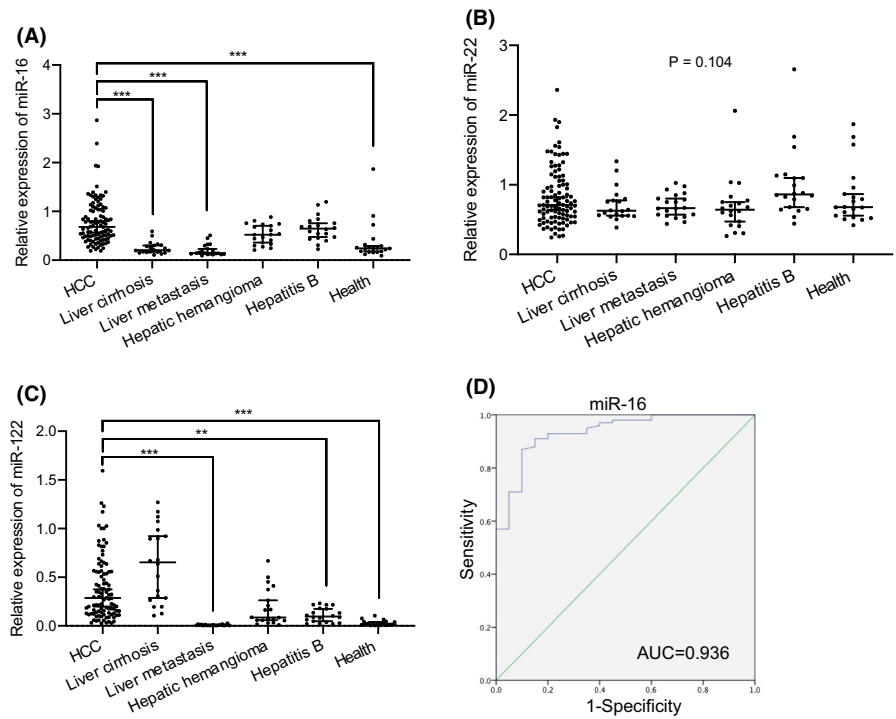 (A)
Relative expression of miR-16
4
3
2
1
0
***
***
***
HCC
Liver cirrhosis
Liver metastasis
Hepatic hemangioma
Hepatitis B
Health
(B)
Relative expression of miR-22
3
2
1
0
P = 0.104
HCC
Liver cirrhosis
Liver metastasis
Hepatic hemangioma
Hepatitis B
Health
(C)
Relative expression of miR-122
2.0
1.5
1.0
0.5
0.0
***
**
***
HCC
Liver cirrhosis
Liver metastasis
Hepatic hemangioma
Hepatitis B
Health
(D)
miR-16
Sensitivity
1.0
0.8
0.6
0.4
0.2
0.0
AUC=0.936
0.0 0.2 0.4 0.6 0.8 1.0
1-Specificity